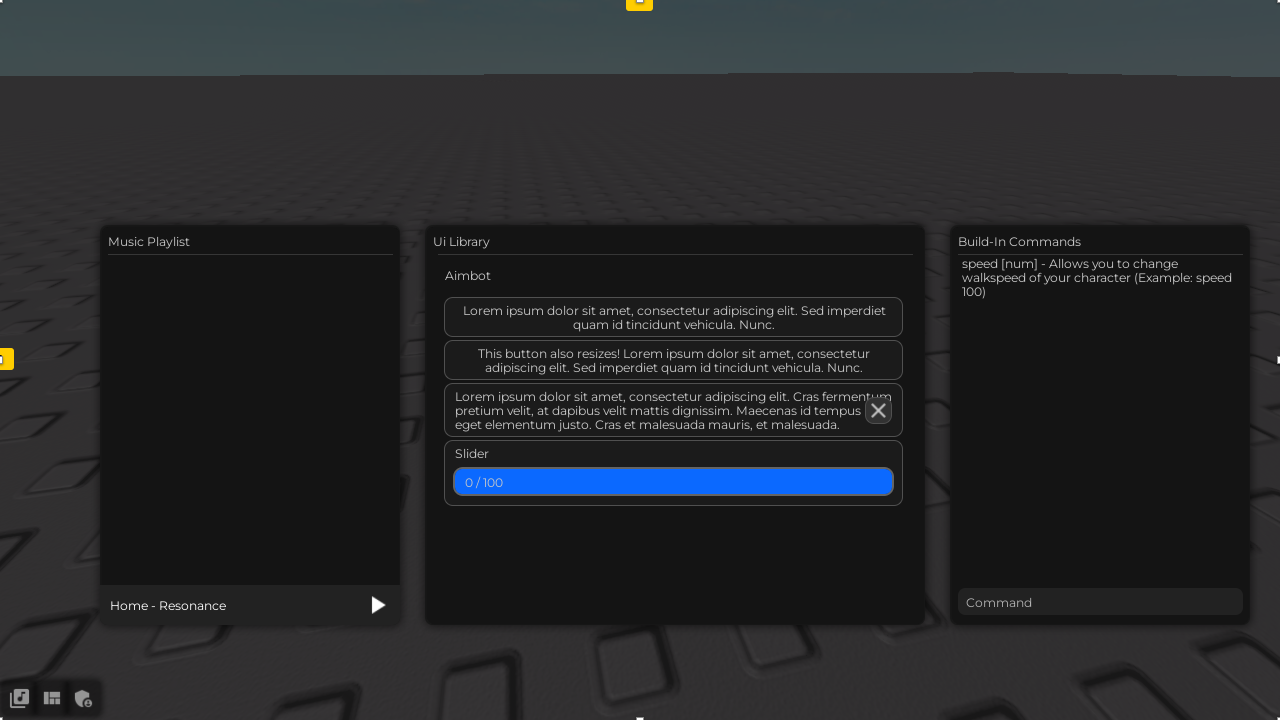 Music Playlist
Home - Resonance
Ui Library
Aimbot
Lorem ipsum dolor sit amet, consectetur adipiscing elit. Sed imperdiet
quam id tincidunt vehicula. Nunc.
This button also resizes! Lorem ipsum dolor sit amet, consectetur
adipiscing elit. Sed imperdiet quam id tincidunt vehicula. Nunc.
Lorem ipsum dolor sit amet, consectetur adipiscing elit. Cras fermentum
pretium velit, at dapibus velit mattis dignissim. Maecenas id tempus
eget elementum justo. Cras et malesuada mauris, et malesuada.
Slider
0 / 100
Build-In Commands
speed [num] - Allows you to change
walkspeed of your character (Example: speed
100)
Command